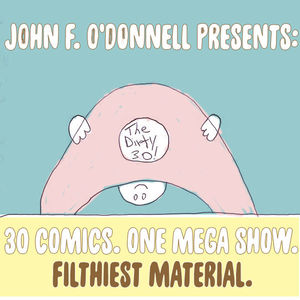 JOHN F. O'DONNELL PRESENTS:
The
Dirty
30!
30 COMICS. ONE MEGA SHOW.
FILTHIEST MATERIAL.